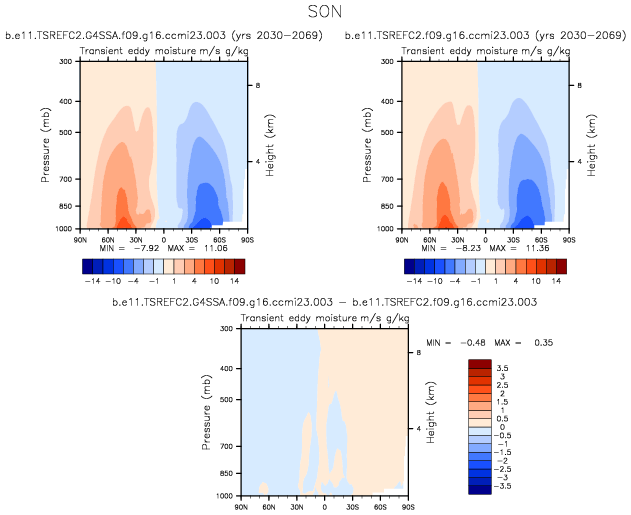 SON
b.e11.TSREFC2.G4SSA.f09.g16.ccmi23.003 (yrs 2030-2069)
Transient eddy moisture m/s g/kg
Pressure (mb)
300
400
500
700
850
1000
Height (km)
8
4
90N 60N 30N 0 30S 60S 90S
MIN = -7.92 MAX = 11.06
-14 -10 -6 -4 -2 -1 1 2 4 6 10 14
b.e11.TSREFC2.f09.g16.ccmi23.003 (yrs 2030-2069)
Transient eddy moisture m/s g/kg
Pressure (mb)
300
400
500
700
850
1000
Height (km)
8
4
90N 60N 30N 0 30S 60S 90S
MIN = -8.23 MAX = 11.36
-14 -10 -6 -4 -2 -1 1 2 4 6 10 14
b.e11.TSREFC2.G4SSA.f09.g16.ccmi23.003 - b.e11.TSREFC2.f09.g16.ccmi23.003
Transient eddy moisture m/s g/kg
Pressure (mb)
300
400
500
700
850
1000
Height (km)
8
4
90N 60N 30N 0 30S 60S 90S
MIN = -0.48 MAX = 0.35
3.5
3
2.5
2
1.5
1
0.5
0
-0.5
-1
-1.5
-2
-2.5
-3
-3.5